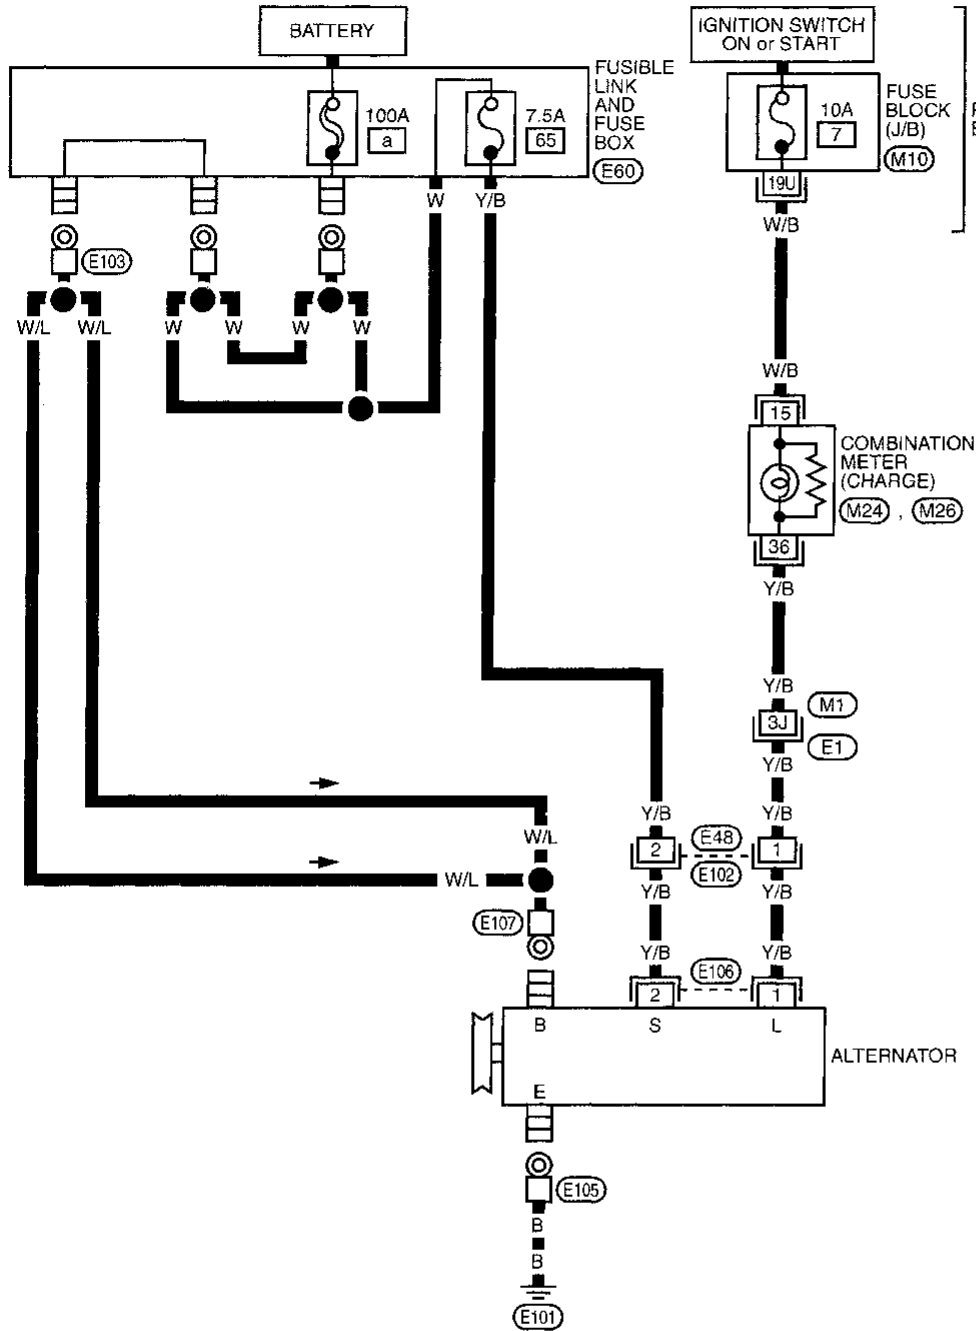 BATTERY
IGNITION SWITCH
ON or START
FUSIBLE
LINK
AND
FUSE
BOX
E60
100A
a
7.5A
65
10A
7
FUSE
BLOCK
(J/B)
M10
19U
W
Y/B
W/B
E103
W/L
W/L
W
W
W
W
W/B
15
COMBINATION
METER
(CHARGE)
M24 , M26
36
Y/B
Y/B
3J
M1
E1
Y/B
Y/B
Y/B
W/L
2
E48
1
E102
W/L
Y/B
Y/B
E107
Y/B
Y/B
E106
2
1
B
S
L
ALTERNATOR
E
E105
B
B
E101